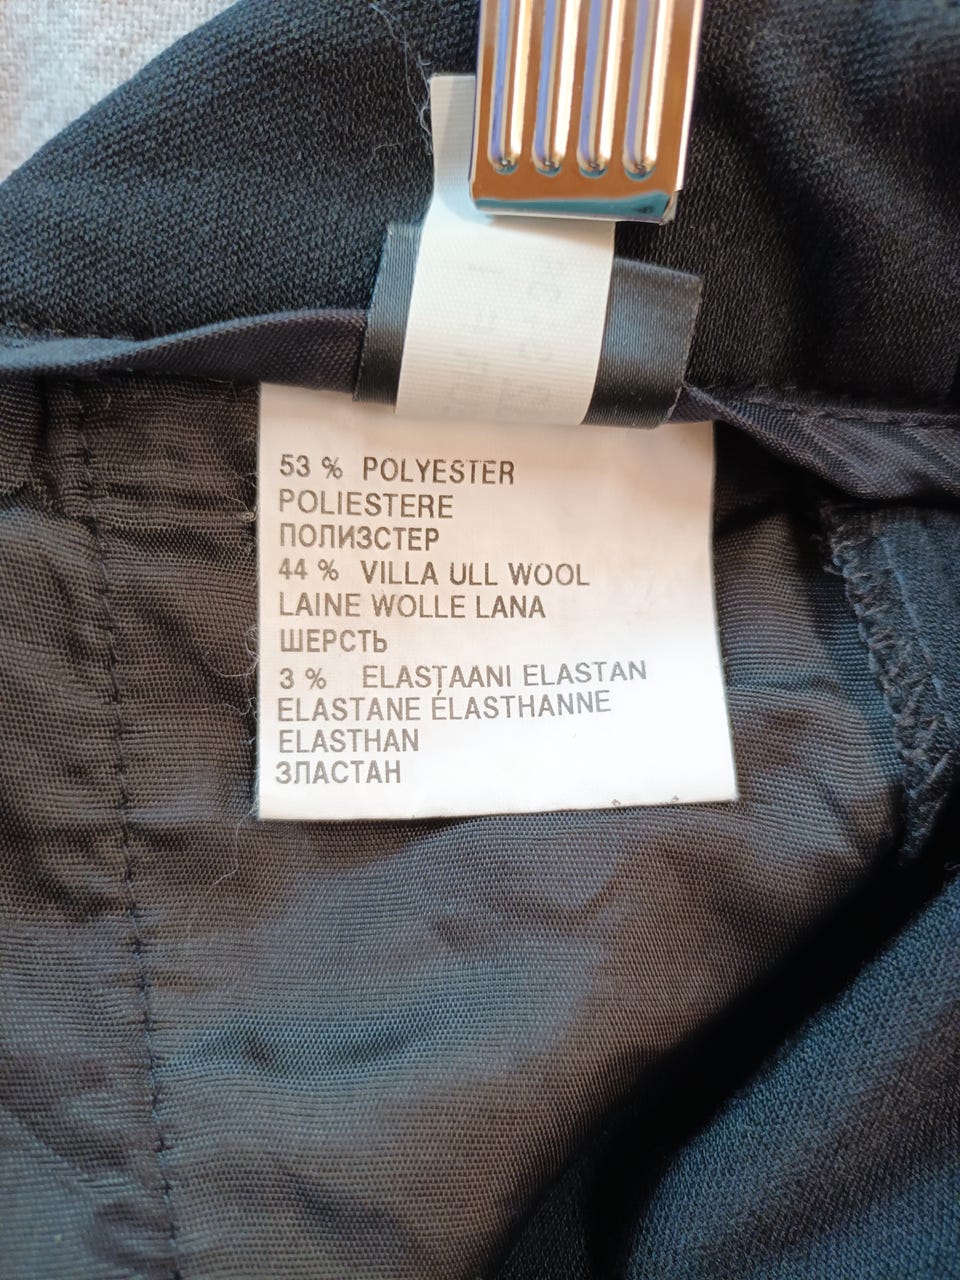 53 % POLYESTER
POLIESTERE
ПОЛИЗСТЕР
44 % VILLA ULL WOOL
LAINE WOLLE LANA
ШЕРСТЬ
3 % ELASTAANI ELASTAN
ELASTANE ÉLASTHANNE
ELASTHAN
ЗЛАСТАН